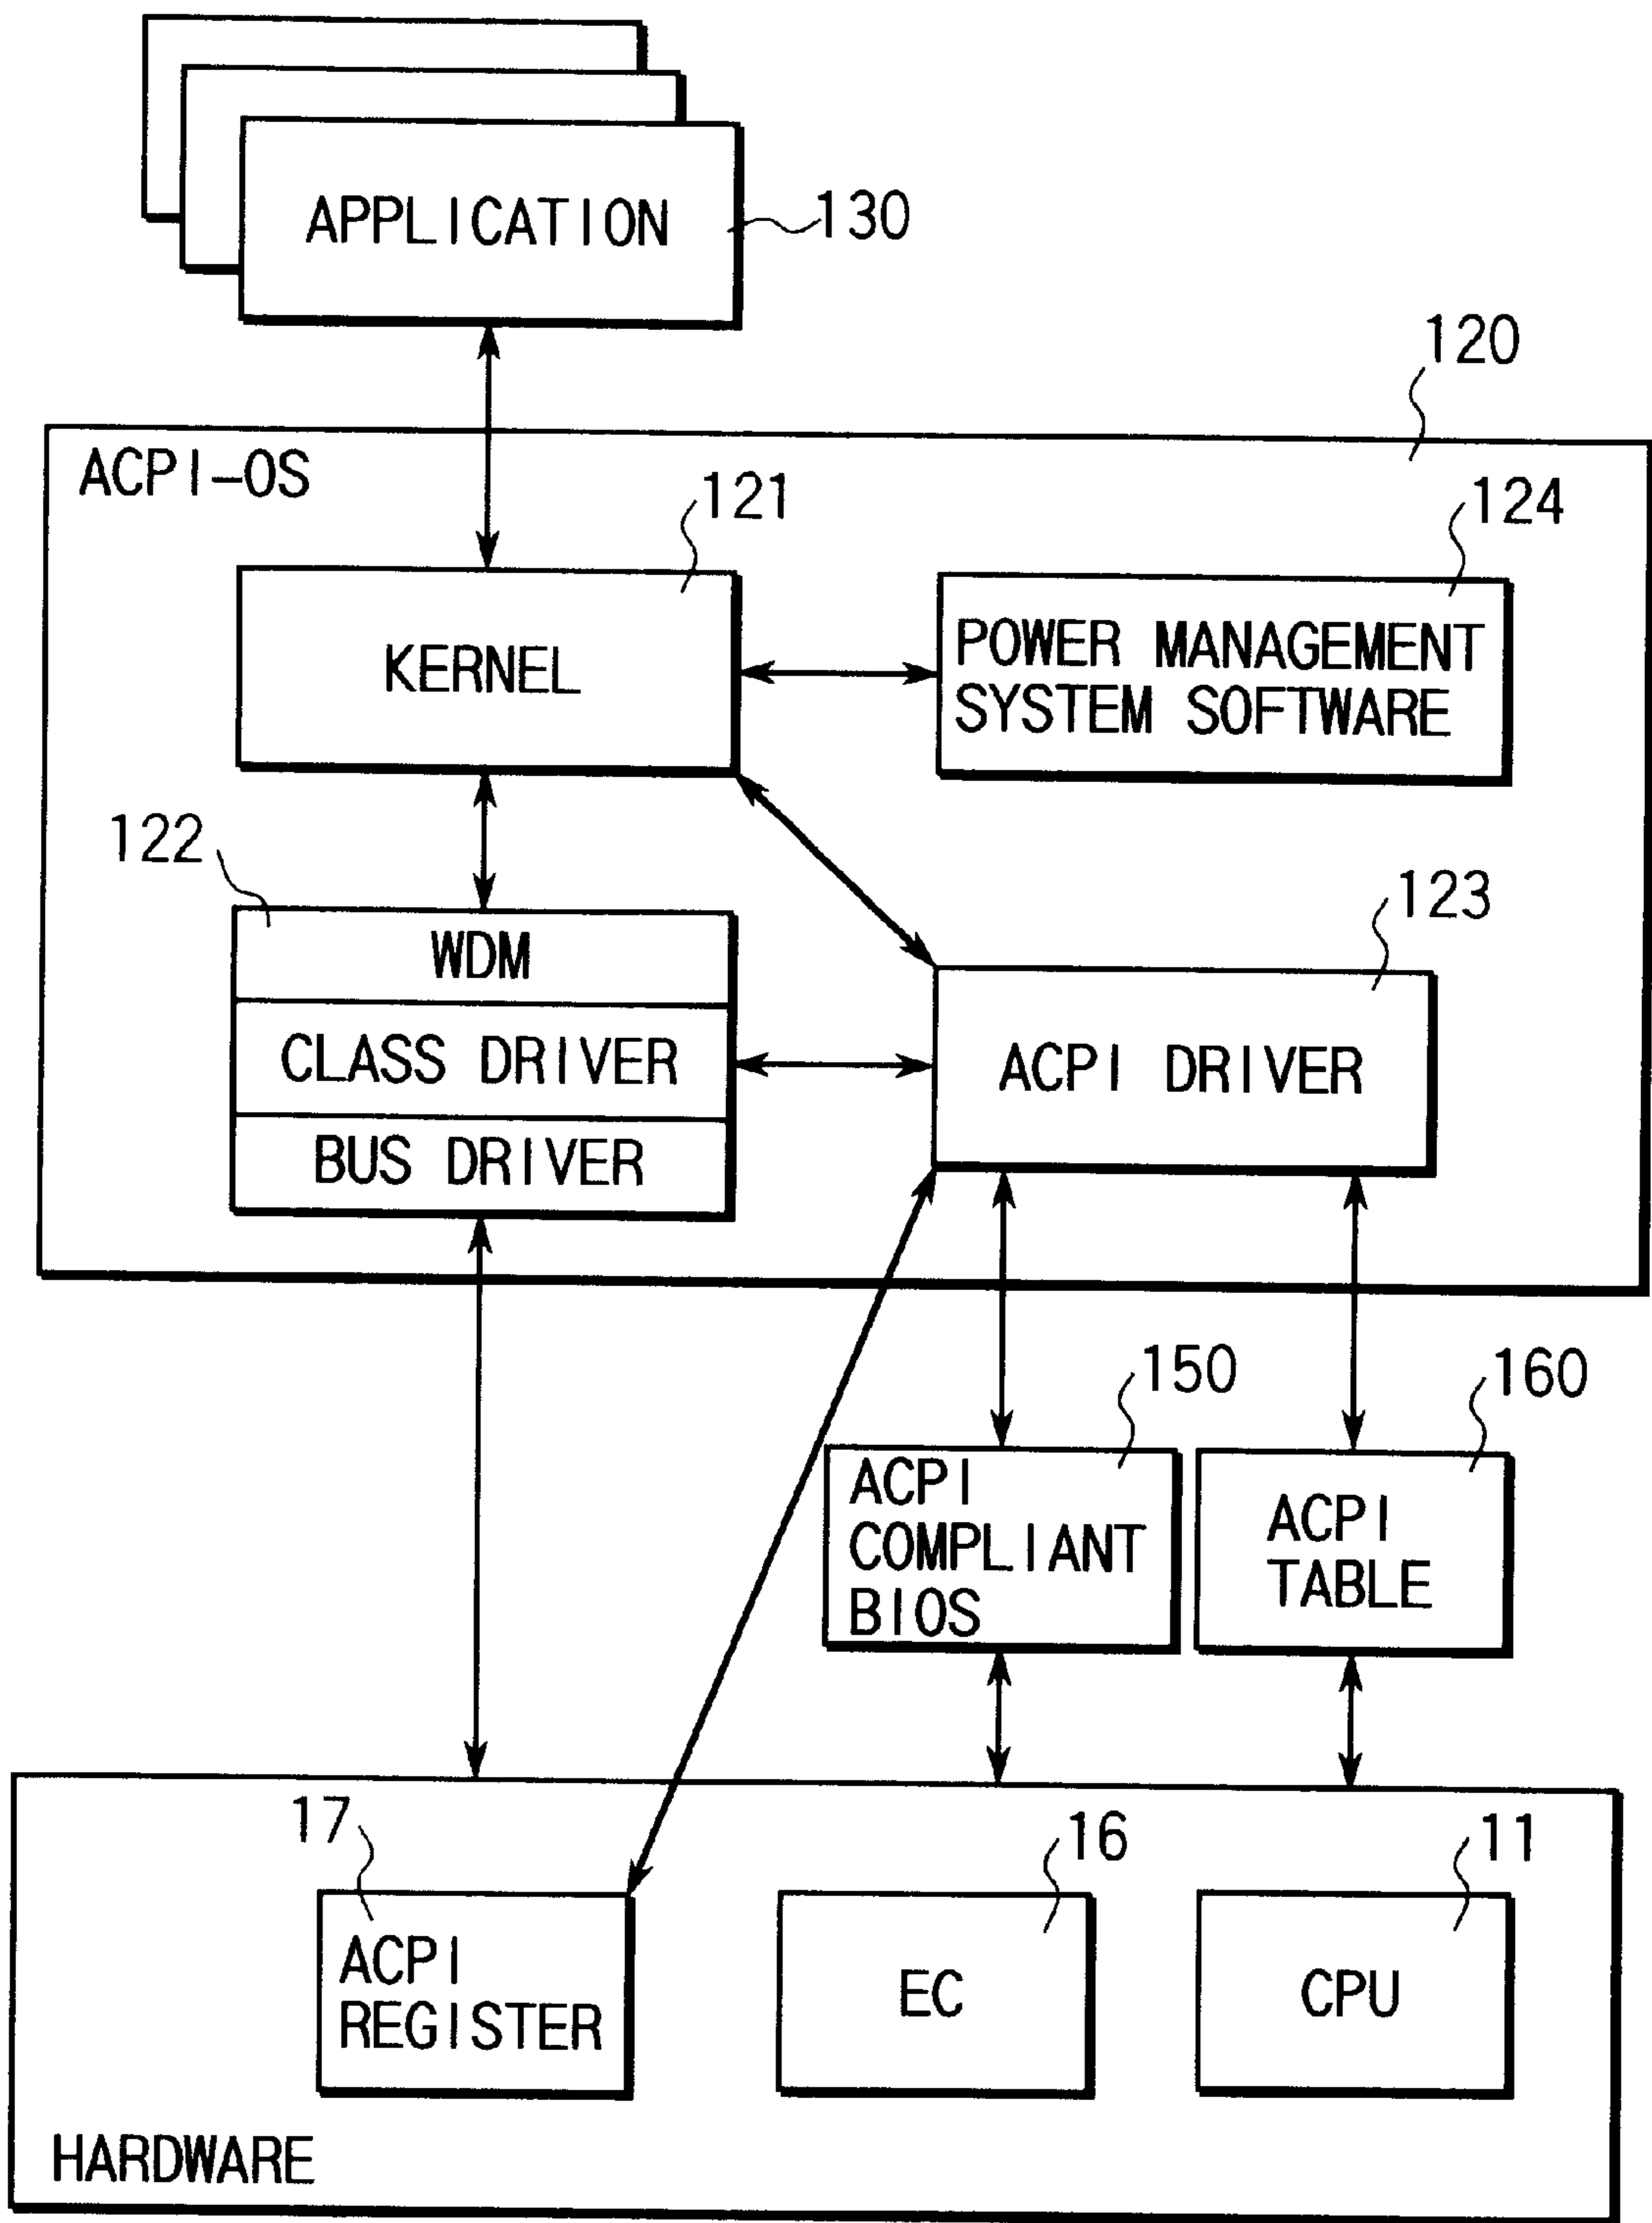 APPLICATION
130
120
ACPI-OS
121
124
KERNEL
POWER MANAGEMENT
SYSTEM SOFTWARE
122
123
WDM
CLASS DRIVER
BUS DRIVER
ACPI DRIVER
150
160
ACPI
COMPLIANT
BIOS
ACPI
TABLE
17
16
11
ACPI
REGISTER
EC
CPU
HARDWARE